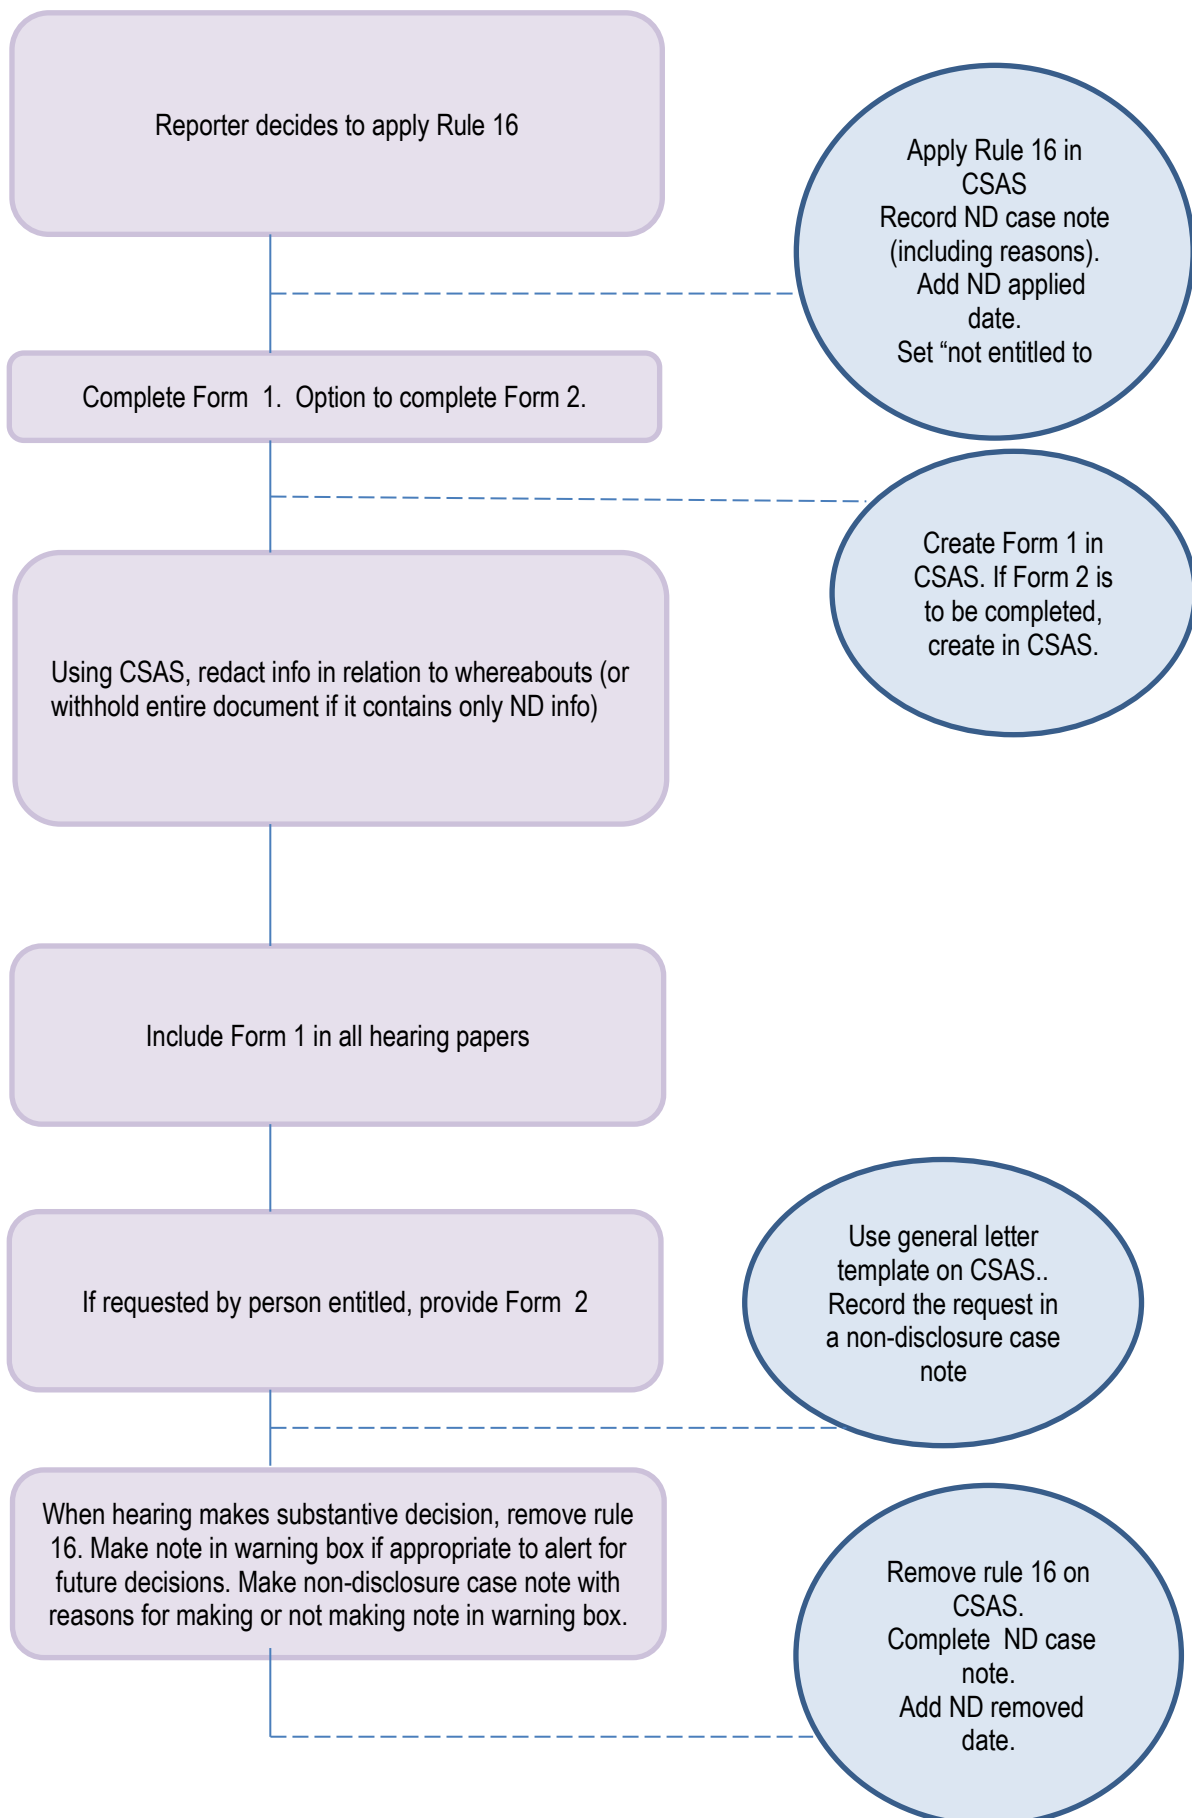 Reporter decides to apply Rule 16
Apply Rule 16 in
CSAS
Record ND case note
(including reasons).
Add ND applied
date.
Set “not entitled to
Complete Form 1. Option to complete Form 2.
Create Form 1 in
CSAS. If Form 2 is
to be completed,
create in CSAS.
Using CSAS, redact info in relation to whereabouts (or
withhold entire document if it contains only ND info)
Include Form 1 in all hearing papers
If requested by person entitled, provide Form 2
Use general letter
template on CSAS..
Record the request in
a non-disclosure case
note
When hearing makes substantive decision, remove rule
16. Make note in warning box if appropriate to alert for
future decisions. Make non-disclosure case note with
reasons for making or not making note in warning box.
Remove rule 16 on
CSAS.
Complete ND case
note.
Add ND removed
date.